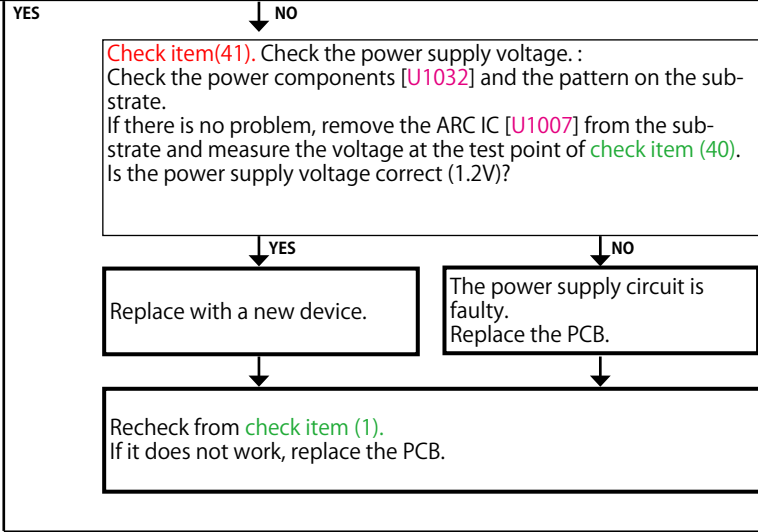 YES
NO
Check item(41). Check the power supply voltage. :
Check the power components [U1032] and the pattern on the sub-
strate.
If there is no problem, remove the ARC IC [U1007] from the sub-
strate and measure the voltage at the test point of check item (40).
Is the power supply voltage correct (1.2V)?
YES
NO
Replace with a new device.
The power supply circuit is
faulty.
Replace the PCB.
Recheck from check item (1).
If it does not work, replace the PCB.